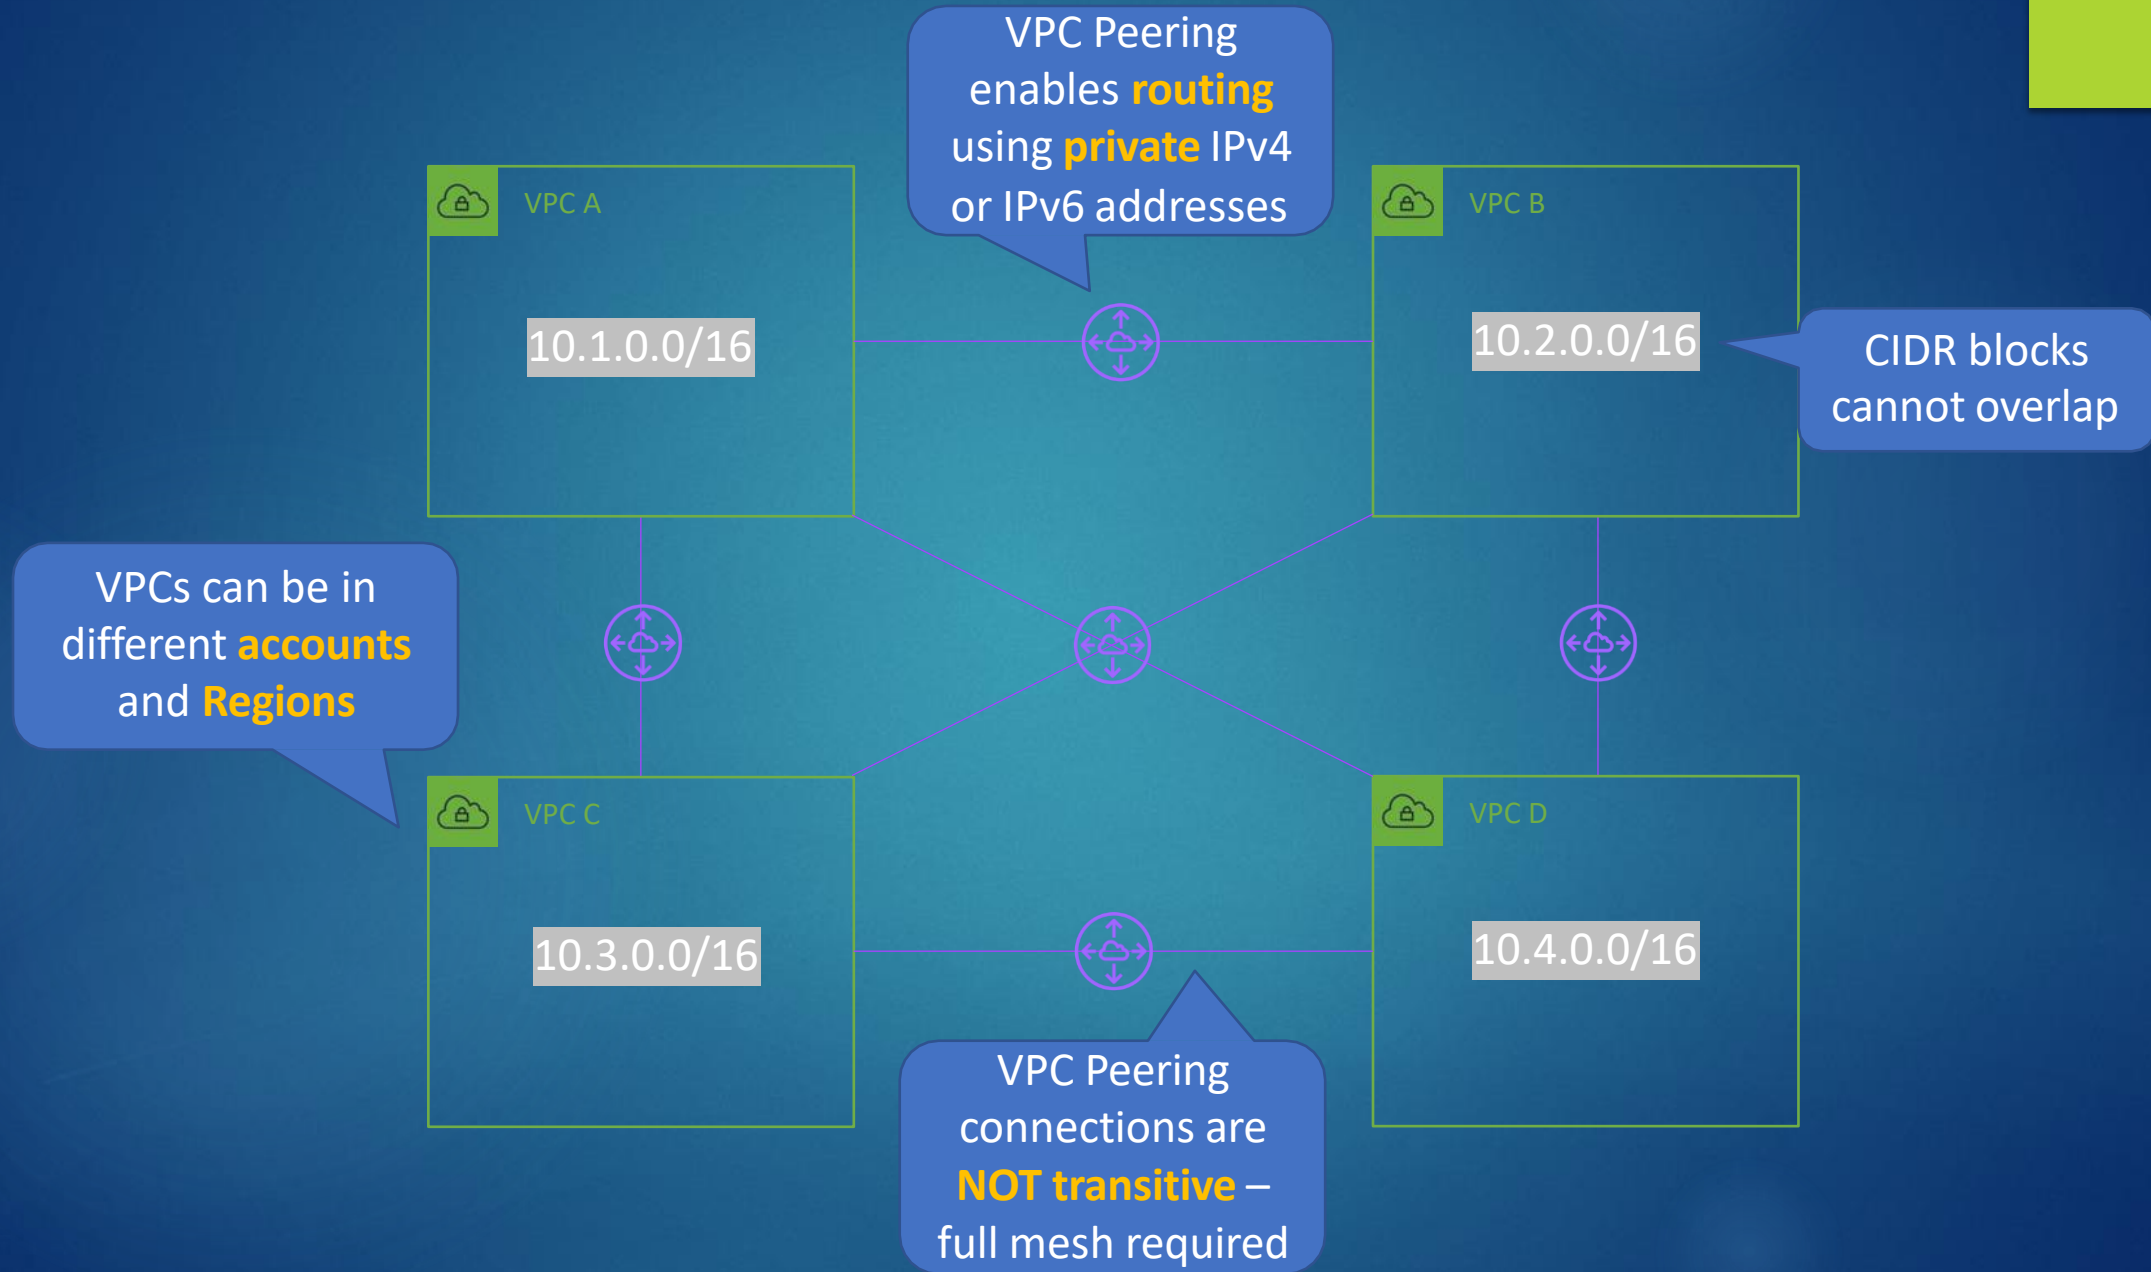 VPC Peering
enables routing
using private IPv4
or IPv6 addresses
VPC A
VPC B
10.1.0.0/16
10.2.0.0/16
CIDR blocks
cannot overlap
VPCs can be in
different accounts
and Regions
VPC C
VPC D
10.3.0.0/16
10.4.0.0/16
VPC Peering
connections are
NOT transitive –
full mesh required